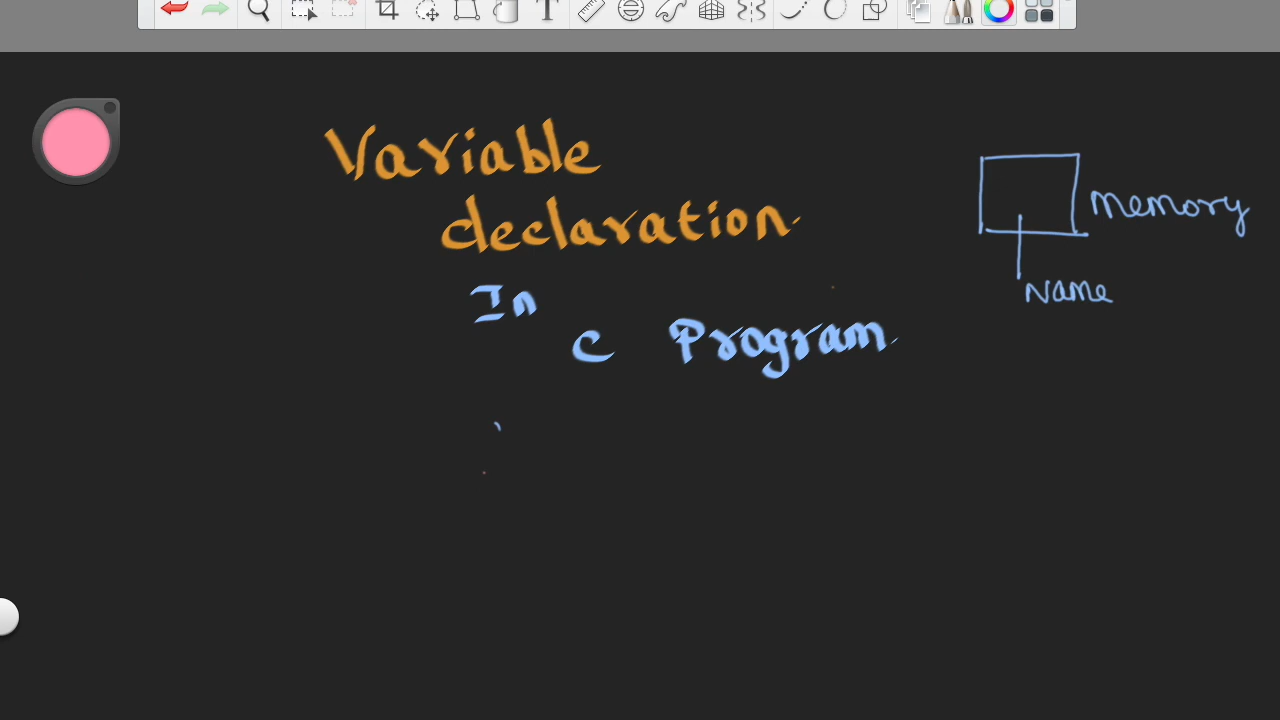 Variable
declaration.
In
C Program.
Memory
Name